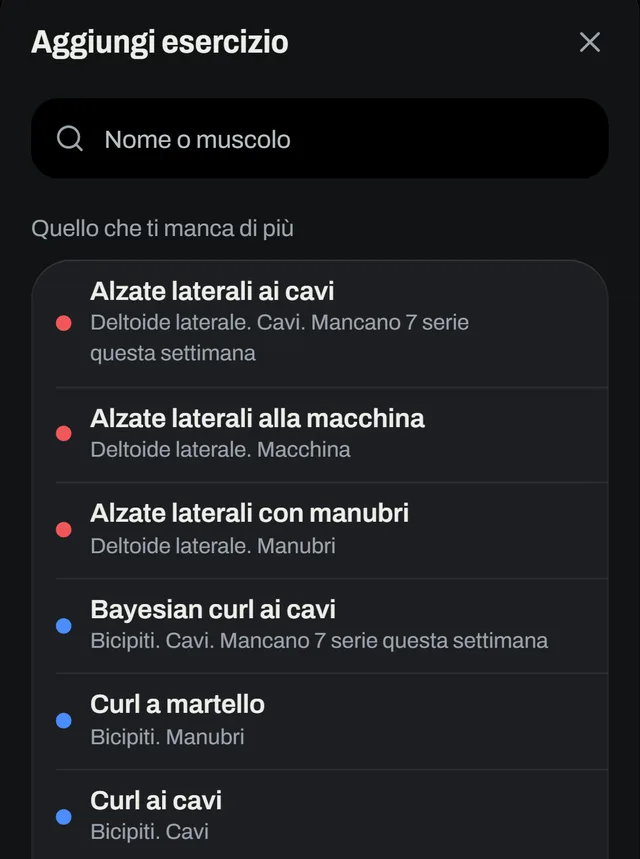 Aggiungi esercizio
Nome o muscolo
Quello che ti manca di più
Alzate laterali ai cavi
Deltoide laterale. Cavi. Mancano 7 serie
questa settimana
Alzate laterali alla macchina
Deltoide laterale. Macchina
Alzate laterali con manubri
Deltoide laterale. Manubri
Bayesian curl ai cavi
Bicipiti. Cavi. Mancano 7 serie questa settimana
Curl a martello
Bicipiti. Manubri
Curl ai cavi
Bicipiti. Cavi